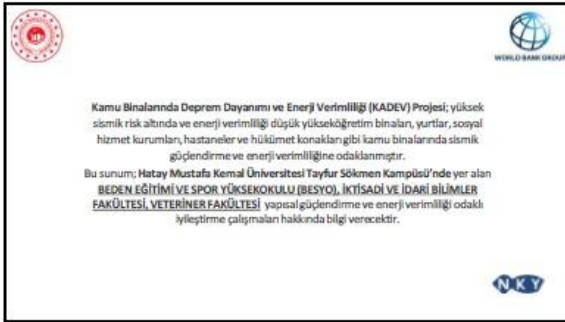 WORLD BANK GROUP
Kamu Binalarında Deprem Dayanımı ve Enerji Verimliliği (KADEV) Projesi; yüksek
sismik risk altında ve enerji verimliliği düşük yükseköğretim binaları, yurtlar, sosyal
hizmet kurumları, hastaneler ve hükümet konakları gibi kamu binalarında sismik
güçlendirme ve enerji verimliliğine odaklanmıştır.
Bu sunum; Hatay Mustafa Kemal Üniversitesi Tayfur Sökmen Kampüsü'nde yer alan
BEDEN EĞİTİMİ VE SPOR YÜKSEKOKULU (BESYO), İKTİSADİ VE İDARİ BİLİMLER
FAKÜLTESİ, VETERİNER FAKÜLTESİ yapısal güçlendirme ve enerji verimliliği odaklı
iyileştirme çalışmaları hakkında bilgi verecektir.
NKY